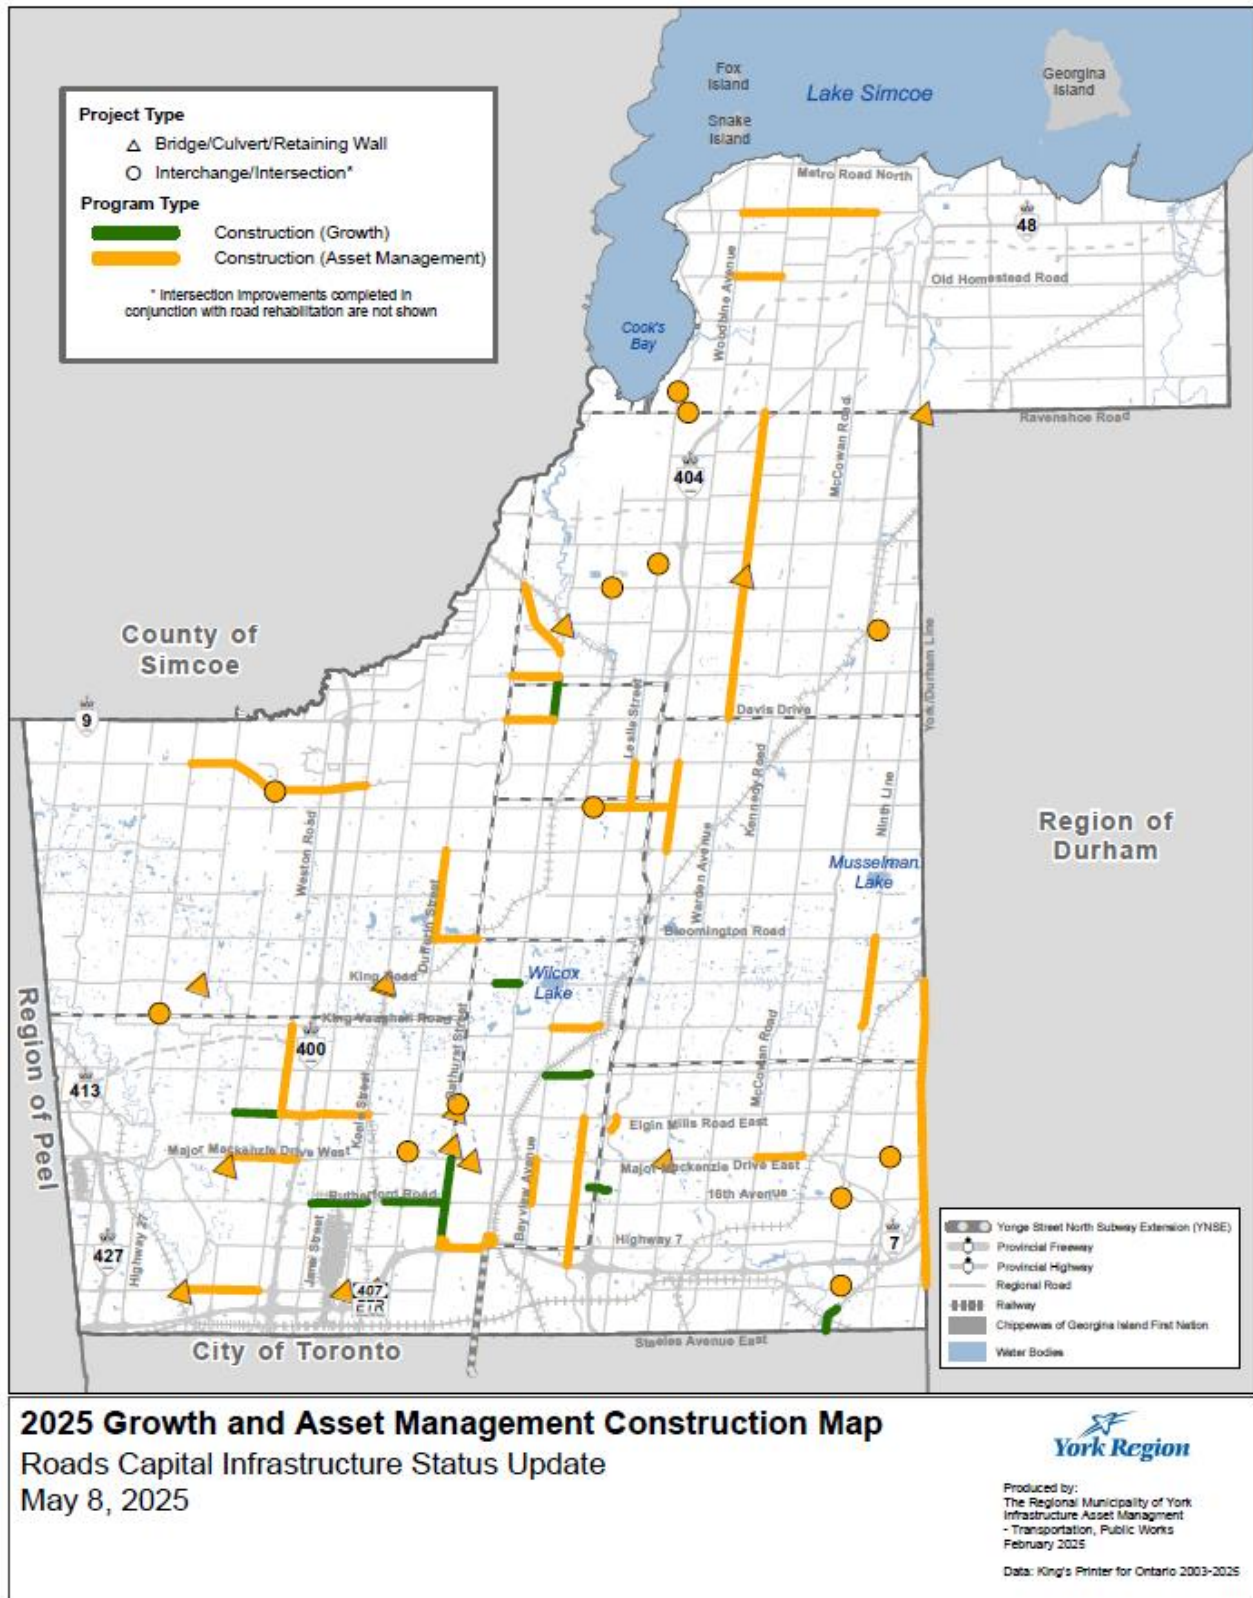 Project Type
Bridge/Culvert/Retaining Wall
Interchange/Intersection*
Program Type
Construction (Growth)
Construction (Asset Management)
* Intersection improvements completed in
conjunction with road rehabilitation are not shown
Fox
Island
Snake
Island
Lake Simcoe
Georgina
Island
Metro Road North
48
Old Homestead Road
Woodbine Avenue
Cook's
Bay
Ravenshoe Road
McCowan Road
404
County of
Simcoe
York/Durham Line
9
Leslie Street
Davis Drive
Kennedy Road
Ninth Line
Weston Road
Region of
Durham
Musselman
Lake
Warden Avenue
Dufferin Street
Bloomington Road
King Road
Wilcox
Lake
Region of Peel
King-Vaughan Road
400
Bathurst Street
McCowan Road
413
Keele Street
Elgin Mills Road East
Major Mackenzie Drive West
Major Mackenzie Drive East
Bayview Avenue
Rutherford Road
16th Avenue
Highway 27
Jane Street
427
Highway 7
7
407
ETR
City of Toronto
Steeles Avenue East
Yonge Street North Subway Extension (YNSE)
Provincial Freeway
Provincial Highway
Regional Road
Railway
Chippewas of Georgina Island First Nation
Water Bodies
2025 Growth and Asset Management Construction Map
Roads Capital Infrastructure Status Update
May 8, 2025
York Region
Produced by:
The Regional Municipality of York
Infrastructure Asset Managment
- Transportation, Public Works
February 2025
Data: King's Printer for Ontario 2003-2025